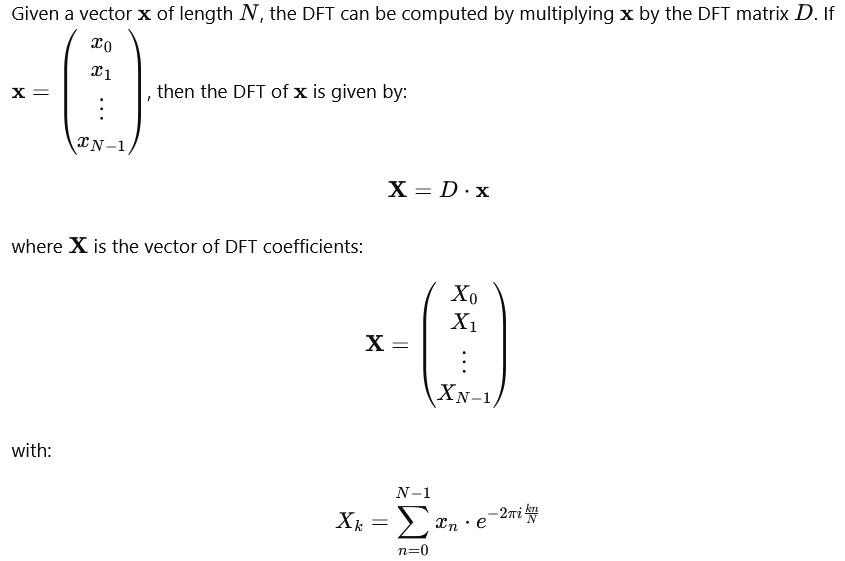 Given a vector $\mathbf{x}$ of length $N$, the DFT can be computed by multiplying $\mathbf{x}$ by the DFT matrix $D$. If
$\mathbf{x} = \begin{pmatrix} x_0 \\ x_1 \\ \vdots \\ x_{N-1} \end{pmatrix}$, then the DFT of $\mathbf{x}$ is given by:
$\mathbf{X} = D \cdot \mathbf{x}$
where $\mathbf{X}$ is the vector of DFT coefficients:
$\mathbf{X} = \begin{pmatrix} X_0 \\ X_1 \\ \vdots \\ X_{N-1} \end{pmatrix}$
with:
$X_k = \sum_{n=0}^{N-1} x_n \cdot e^{-2\pi i \frac{kn}{N}}$